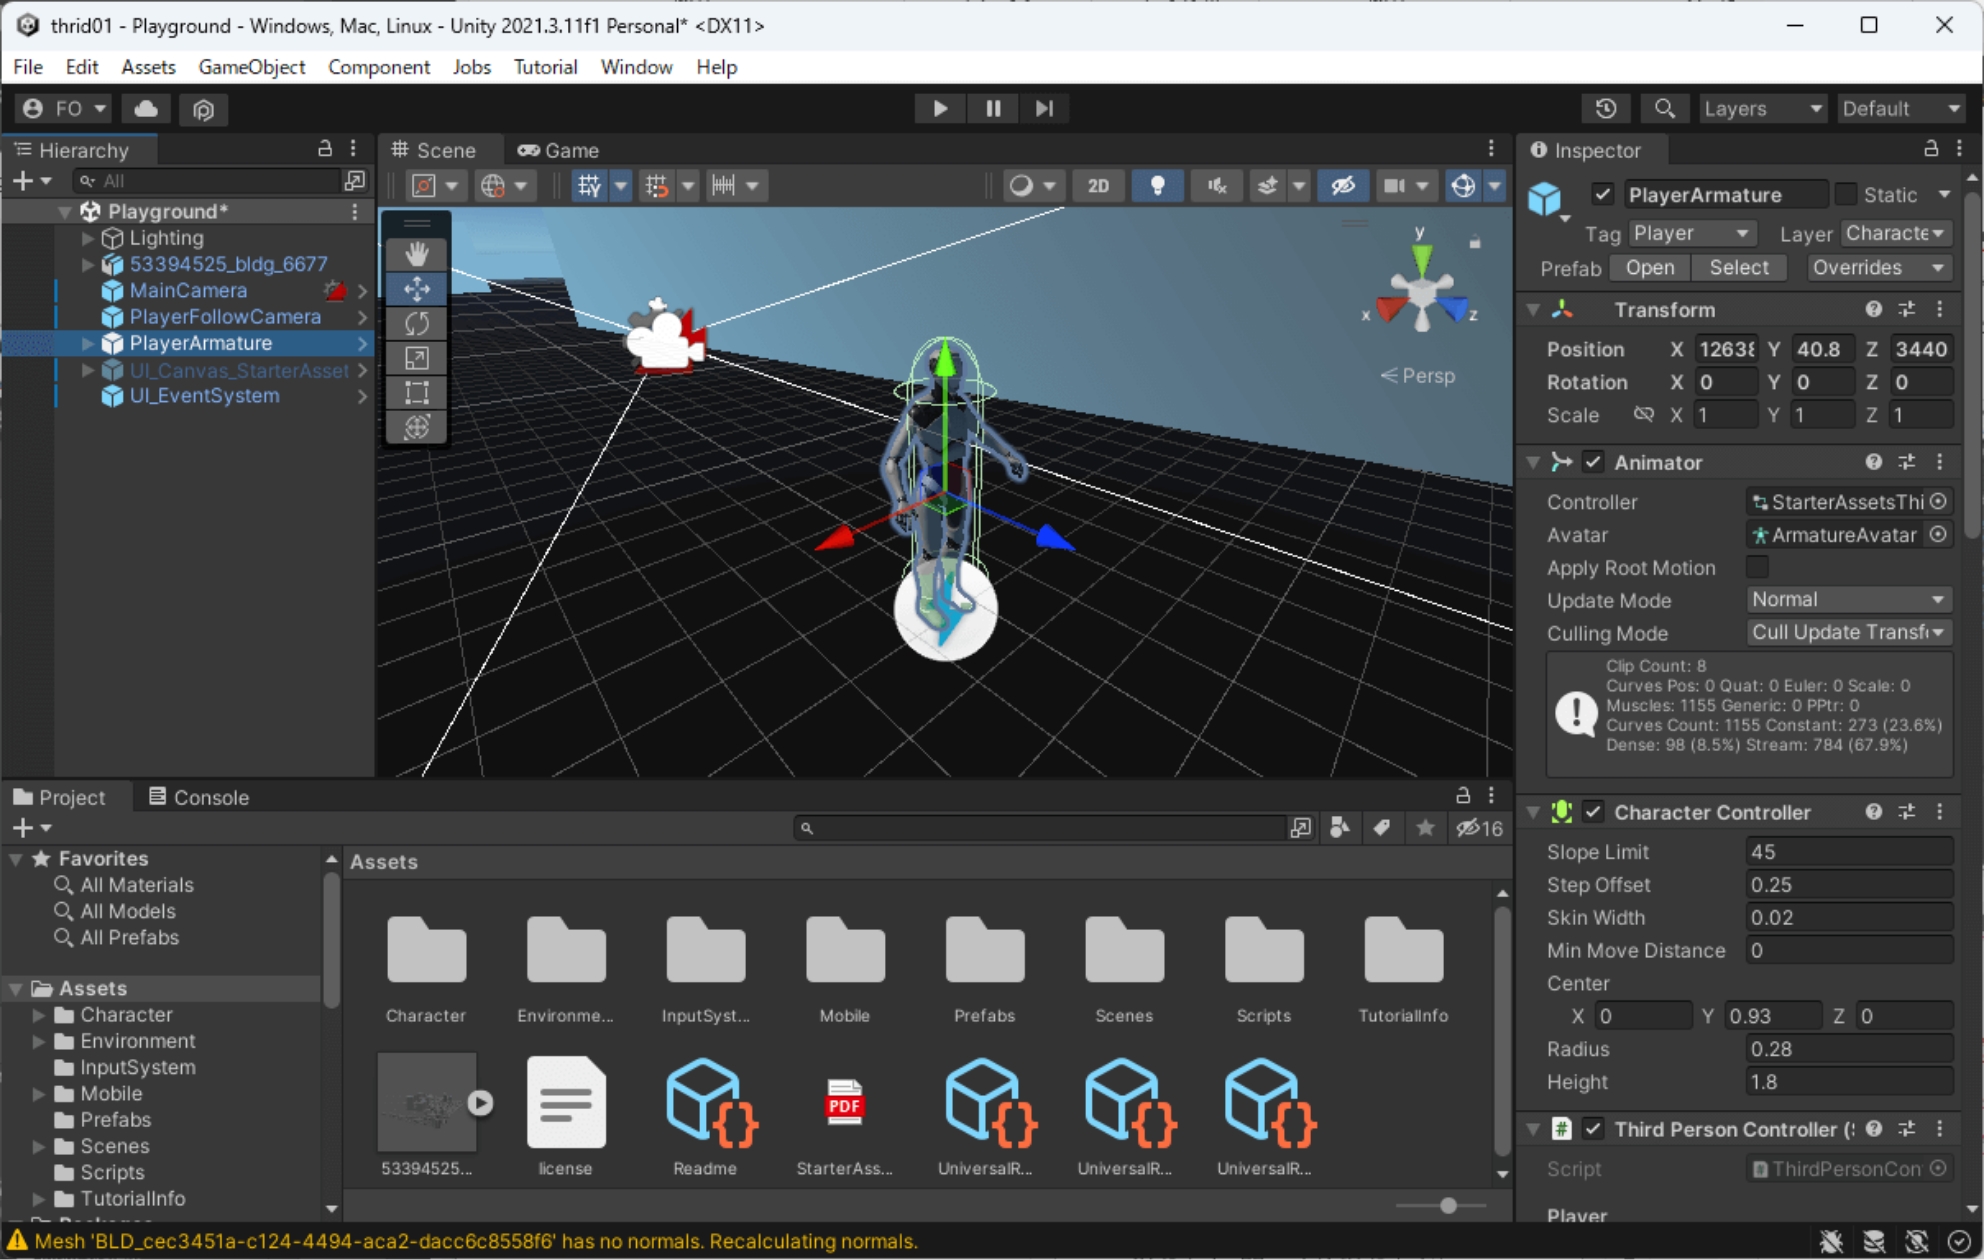 thrid01 - Playground - Windows, Mac, Linux - Unity 2021.3.11f1 Personal* <DX11>
File Edit Assets GameObject Component Jobs Tutorial Window Help
FO
Layers
Default
Hierarchy
All
Playground*
Lighting
53394525_bldg_6677
MainCamera
PlayerFollowCamera
PlayerArmature
UI_Canvas_StarterAsset
UI_EventSystem
Scene
Game
2D
y
x
z
Persp
Inspector
PlayerArmature
Static
Tag Player Layer Characte
Prefab Open Select Overrides
Transform
Position X 12638 Y 40.8 Z 3440
Rotation X 0 Y 0 Z 0
Scale X 1 Y 1 Z 1
Animator
Controller StarterAssetsThi
Avatar ArmatureAvatar
Apply Root Motion
Update Mode Normal
Culling Mode Cull Update Transf
Clip Count: 8
Curves Pos: 0 Quat: 0 Euler: 0 Scale: 0
Muscles: 1155 Generic: 0 PPtr: 0
Curves Count: 1155 Constant: 273 (23.6%)
Dense: 98 (8.5%) Stream: 784 (67.9%)
Character Controller
Slope Limit 45
Step Offset 0.25
Skin Width 0.02
Min Move Distance 0
Center
X 0 Y 0.93 Z 0
Radius 0.28
Height 1.8
Third Person Controller (
Script ThirdPersonCon
Player
Project
Console
16
Favorites
All Materials
All Models
All Prefabs
Assets
Character
Environment
InputSystem
Mobile
Prefabs
Scenes
Scripts
TutorialInfo
Assets
Character
Environme...
InputSyst...
Mobile
Prefabs
Scenes
Scripts
TutorialInfo
PDF
53394525...
license
Readme
StarterAss...
UniversalR...
UniversalR...
UniversalR...
Mesh 'BLD_cec3451a-c124-4494-aca2-dacc6c8558f6' has no normals. Recalculating normals.